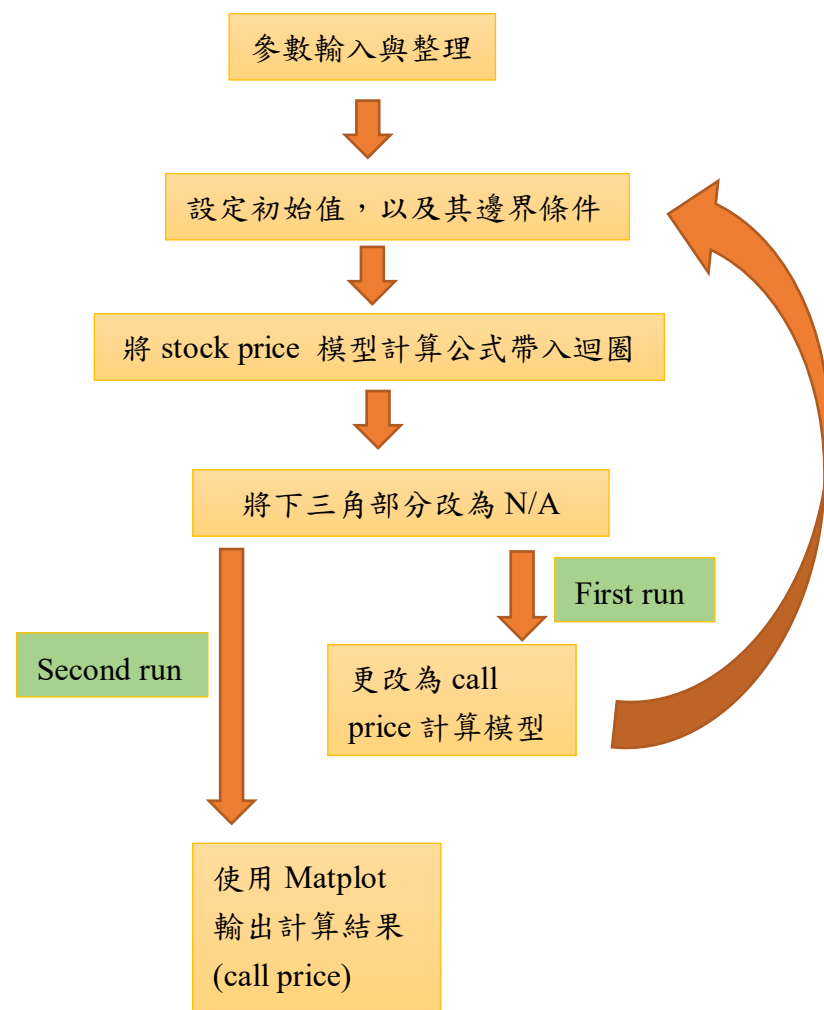 參數輸入與整理
設定初始值，以及其邊界條件
將 stock price 模型計算公式帶入迴圈
將下三角部分改為 N/A
First run
Second run
更改為 call
price 計算模型
使用 Matplot
輸出計算結果
(call price)